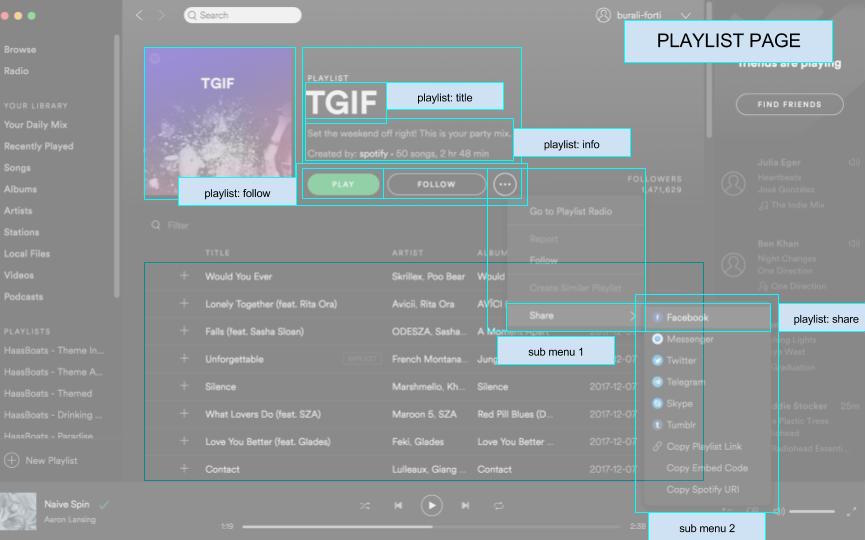 Search
burali-forti
PLAYLIST PAGE
Browse
Radio
YOUR LIBRARY
Your Daily Mix
Recently Played
Songs
Albums
Artists
Stations
Local Files
Videos
Podcasts
PLAYLISTS
HaasBoats - Theme In...
HaasBoats - Theme A...
HaasBoats - Themed
HaasBoats - Drinking ...
HaasBoats - Paradise
New Playlist
TGIF
PLAYLIST
TGIF
playlist: title
Set the weekend off right! This is your party mix.
Created by: spotify • 50 songs, 2 hr 48 min
playlist: info
playlist: follow
PLAY
FOLLOW
FOLLOWERS
1,471,629
Filter
TITLE ARTIST ALBUM
Would You Ever Skrillex, Poo Bear Would
Lonely Together (feat. Rita Ora) Avicii, Rita Ora AVĪCI
Falls (feat. Sasha Sloan) ODESZA, Sasha... A Moment Apart
Unforgettable EXPLICIT French Montana... Jung 12-07
Silence Marshmello, Kh... Silence 2017-12-07
What Lovers Do (feat. SZA) Maroon 5, SZA Red Pill Blues (D... 2017-12-07
Love You Better (feat. Glades) Feki, Glades Love You Better ... 2017-12-07
Contact Lulleaux, Giang ... Contact 2017-12-07
Go to Playlist Radio
Report
Follow
Create Similar Playlist
Share
sub menu 1
Facebook
Messenger
Twitter
Telegram
Skype
Tumblr
Copy Playlist Link
Copy Embed Code
Copy Spotify URI
playlist: share
sub menu 2
friends are playing
FIND FRIENDS
Julia Eger
Heartbeats
José González
The Indie Mix
Ben Khan
Night Changes
One Direction
One Direction
Lights
West
Graduation
die Stocker 25m
Plastic Trees
Radiohead Essenti...
Naive Spin
Aaron Lansing
1:19
2:38